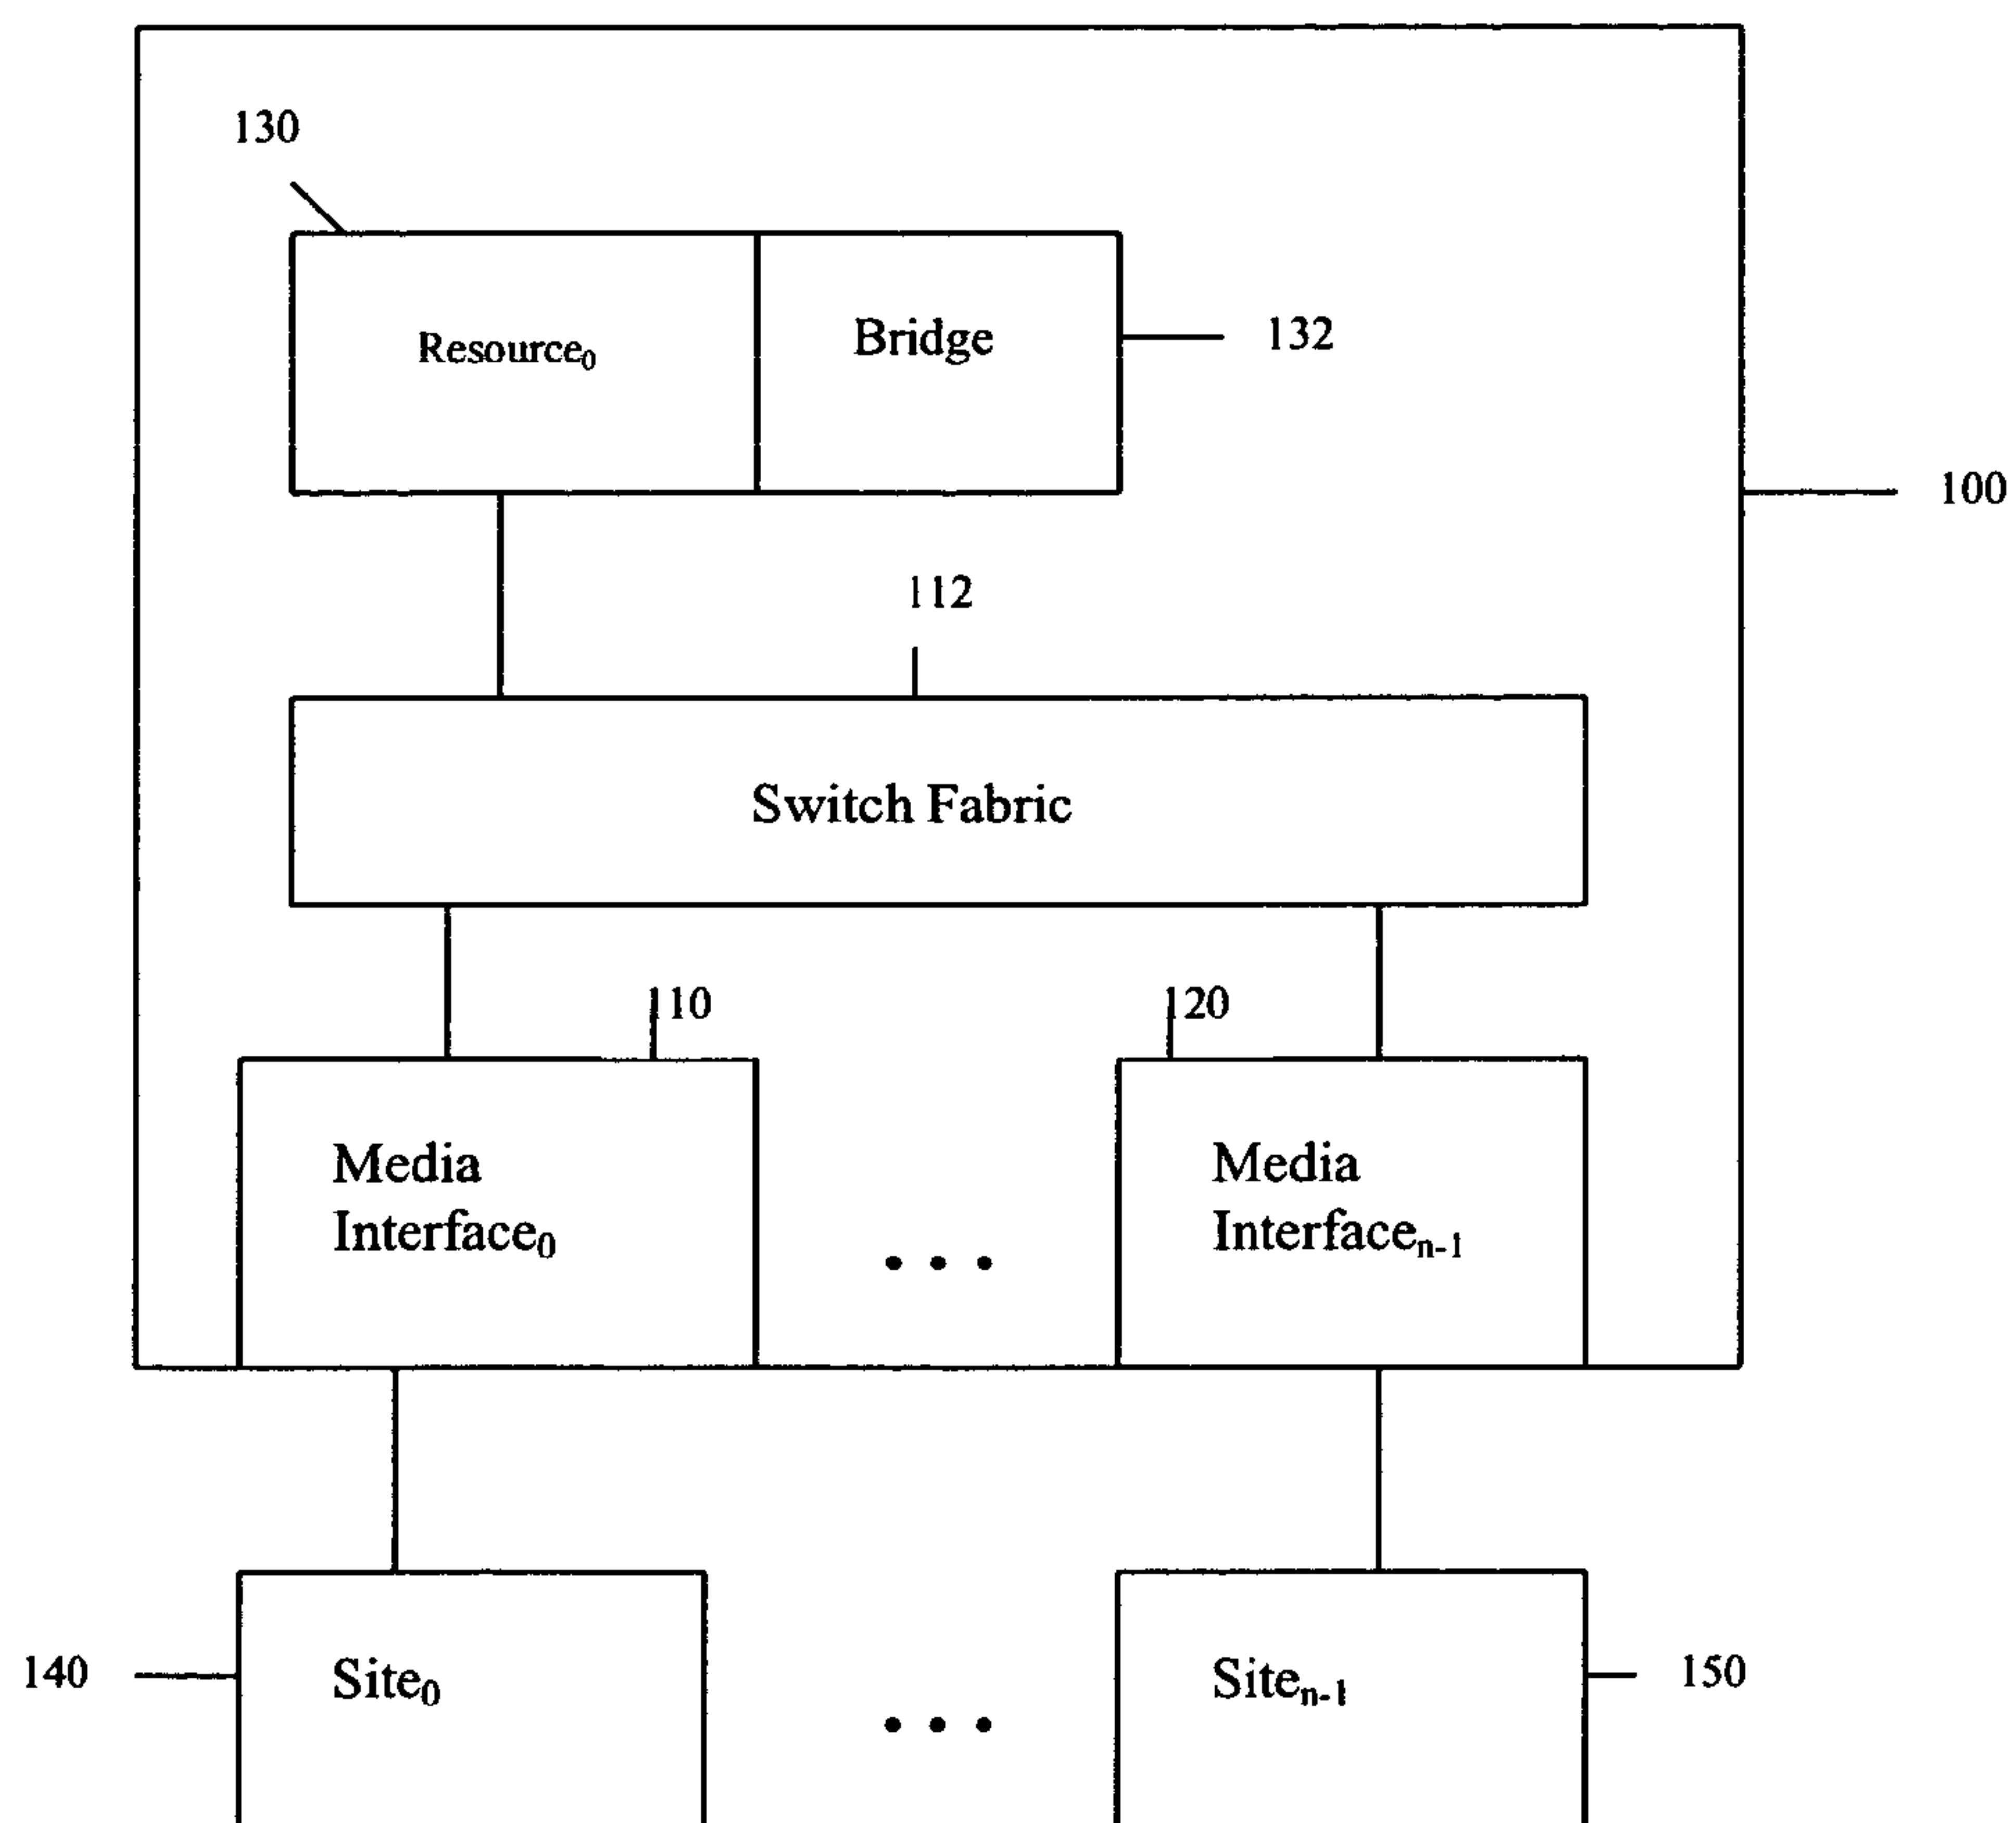 130
Resource₀
Bridge
132
100
112
Switch Fabric
110
120
Media
Interface₀
Media
Interfaceₙ₋₁
...
140
Site₀
...
Siteₙ₋₁
150